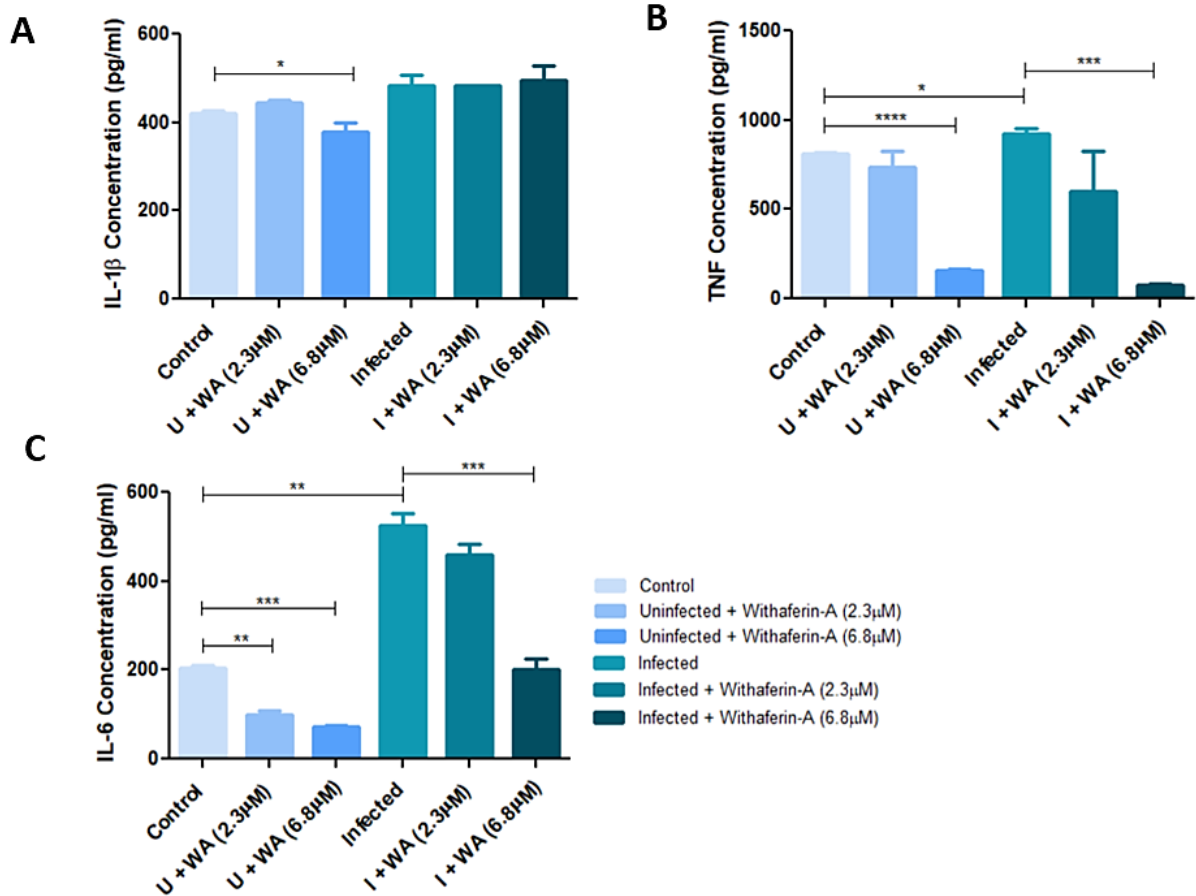 A
IL-1β Concentration (pg/ml)
600
400
200
0
*
Control
U + WA (2.3μM)
U + WA (6.8μM)
Infected
I + WA (2.3μM)
I + WA (6.8μM)
B
TNF Concentration (pg/ml)
1500
1000
500
0
***
*
****
Control
U + WA (2.3μM)
U + WA (6.8μM)
Infected
I + WA (2.3μM)
I + WA (6.8μM)
C
IL-6 Concentration (pg/ml)
600
400
200
0
***
**
***
**
Control
U + WA (2.3μM)
U + WA (6.8μM)
Infected
I + WA (2.3μM)
I + WA (6.8μM)
Control
Uninfected + Withaferin-A (2.3μM)
Uninfected + Withaferin-A (6.8μM)
Infected
Infected + Withaferin-A (2.3μM)
Infected + Withaferin-A (6.8μM)